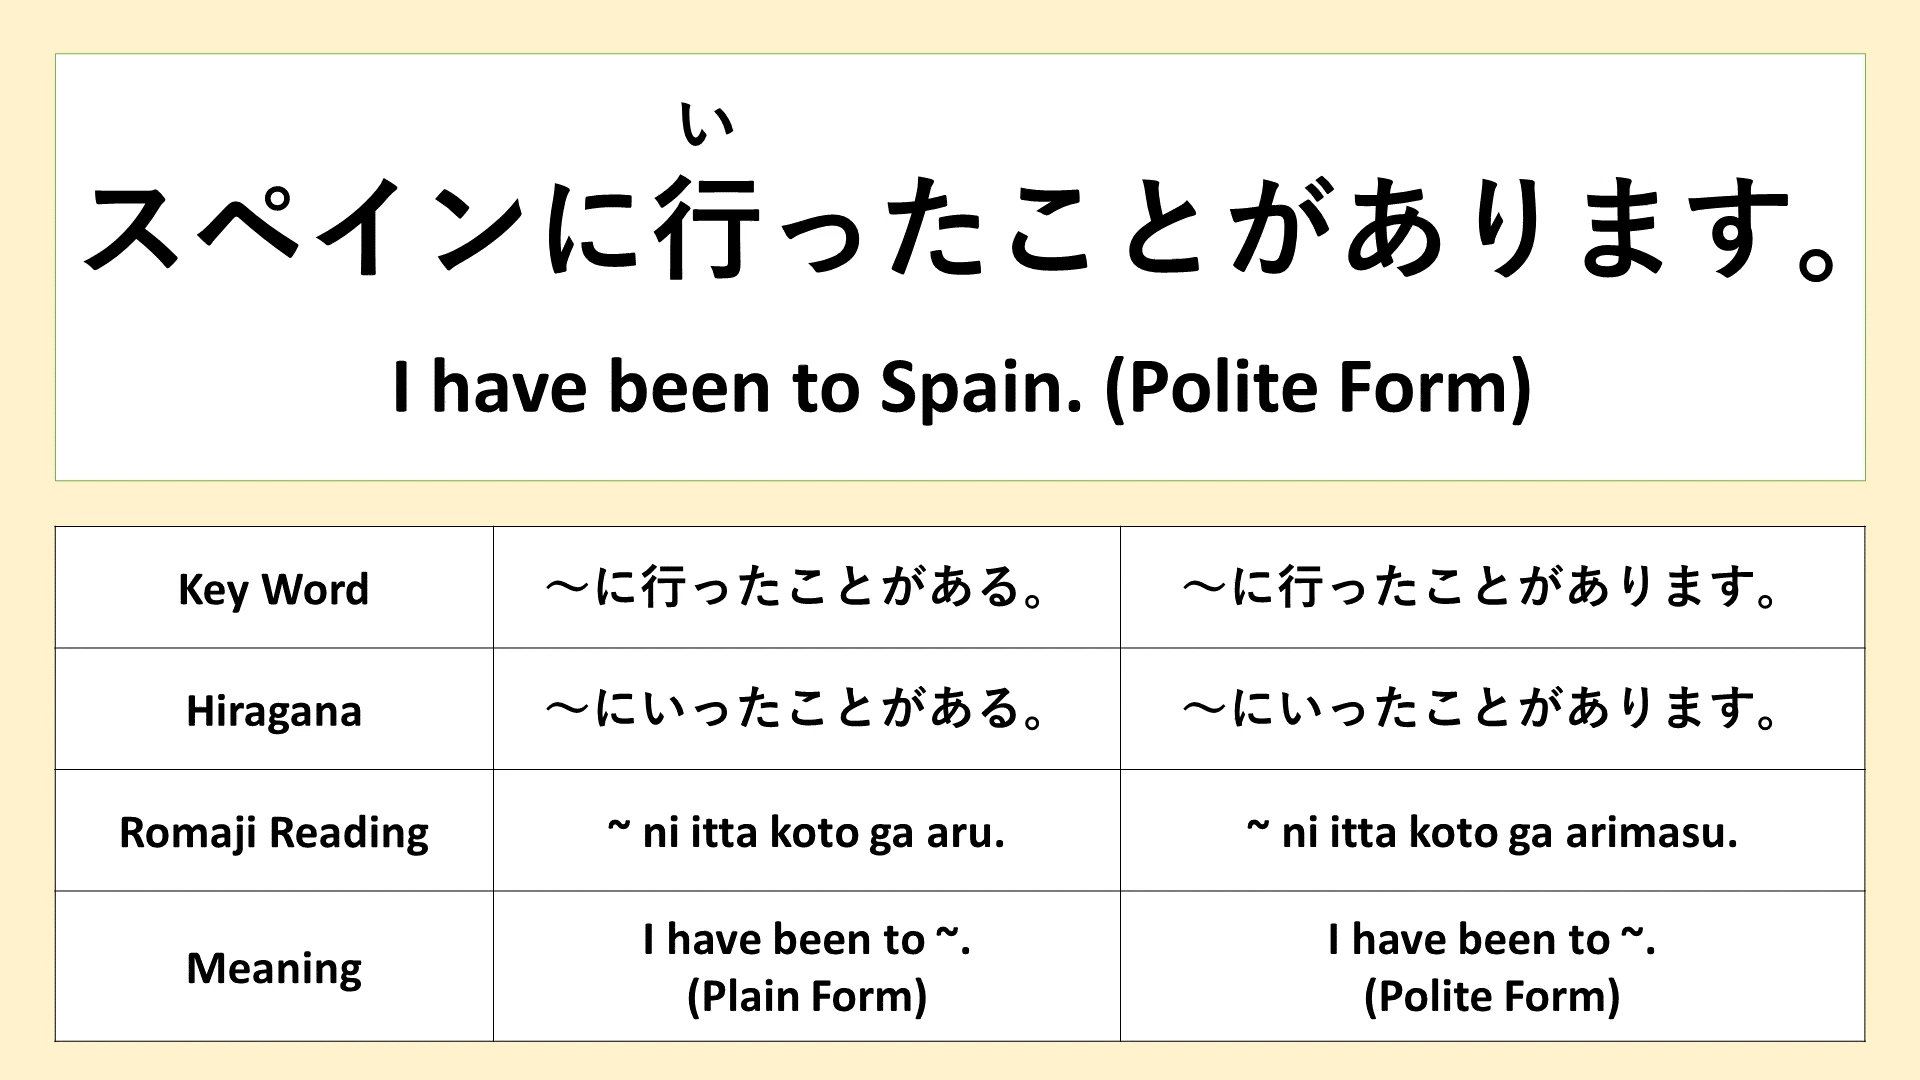 い
スペインに行ったことがあります。
I have been to Spain. (Polite Form)
Key Word ～に行ったことがある。 ～に行ったことがあります。
Hiragana ～にいったことがある。 ～にいったことがあります。
Romaji Reading ~ ni itta koto ga aru. ~ ni itta koto ga arimasu.
Meaning I have been to ~. (Plain Form) I have been to ~. (Polite Form)